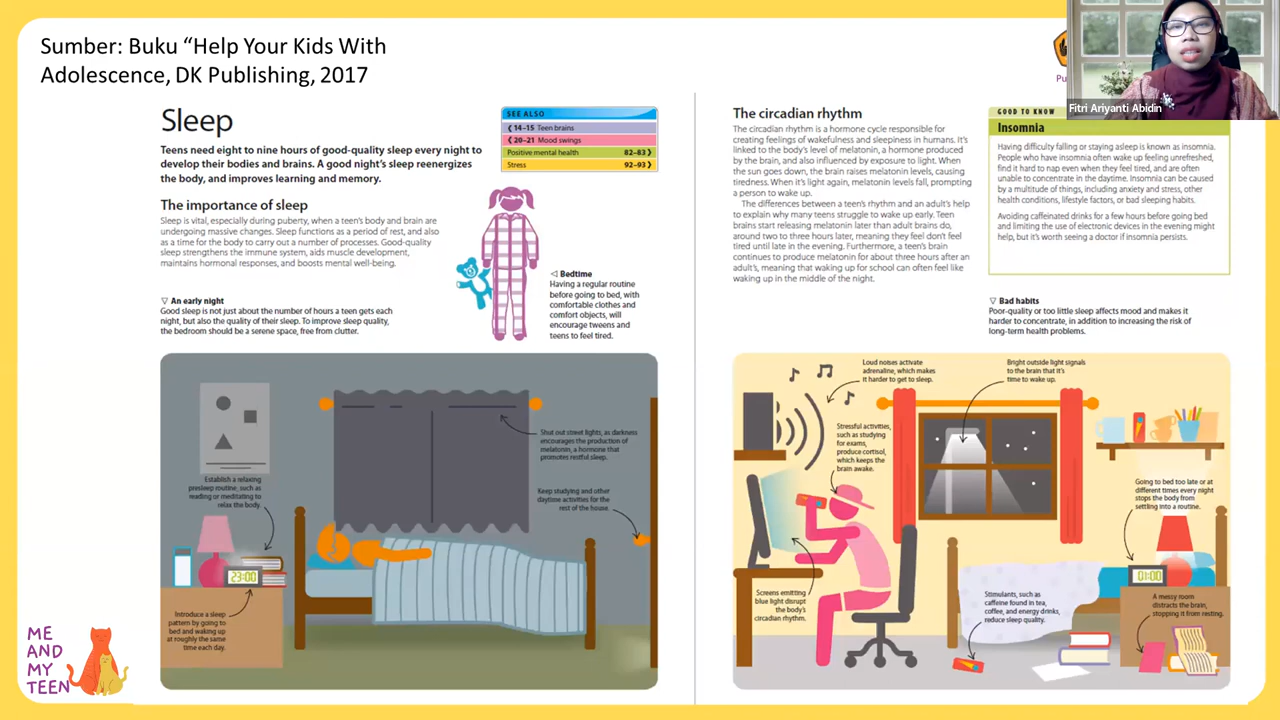 Sumber: Buku “Help Your Kids With
Adolescence, DK Publishing, 2017
Fitri Ariyanti Abidin
Sleep
Teens need eight to nine hours of good-quality sleep every night to
develop their bodies and brains. A good night's sleep reenergizes
the body, and improves learning and memory.
SEE ALSO
❮ 14–15 Teen brains
❮ 20–21 Mood swings
Positive mental health 82–83 ❯
Stress 92–93 ❯
The importance of sleep
Sleep is vital, especially during puberty, when a teen's body and brain are
undergoing massive changes. Sleep functions as a period of rest, and also
as a time for the body to carry out a number of processes. Good-quality
sleep strengthens the immune system, aids muscle development,
maintains hormonal responses, and boosts mental well-being.
▽ An early night
Good sleep is not just about the number of hours a teen gets each
night, but also the quality of their sleep. To improve sleep quality,
the bedroom should be a serene space, free from clutter.
◁ Bedtime
Having a regular routine
before going to bed, with
comfortable clothes and
comfort objects, will
encourage tweens and
teens to feel tired.
Shut out street lights, as darkness
encourages the production of
melatonin, a hormone that
promotes restful sleep.
Establish a relaxing
presleep routine, such as
reading or meditating to
relax the body.
Keep studying and other
daytime activities for the
rest of the house.
23:00
Introduce a sleep
pattern by going to
bed and waking up
at roughly the same
time each day.
ME
AND
MY
TEEN
The circadian rhythm
The circadian rhythm is a hormone cycle responsible for
creating feelings of wakefulness and sleepiness in humans. It's
linked to the body's level of melatonin, a hormone produced
by the brain, and also influenced by exposure to light. When
the sun goes down, the brain raises melatonin levels, causing
tiredness. When it's light again, melatonin levels fall, prompting
a person to wake up.
The differences between a teen's rhythm and an adult's help
to explain why many teens struggle to wake up early. Teen
brains start releasing melatonin later than adult brains do,
around two to three hours later, meaning they feel don't feel
tired until late in the evening. Furthermore, a teen's brain
continues to produce melatonin for about three hours after an
adult's, meaning that waking up for school can often feel like
waking up in the middle of the night.
GOOD TO KNOW
Insomnia
Having difficulty falling or staying asleep is known as insomnia.
People who have insomnia often wake up feeling unrefreshed,
find it hard to nap even when they feel tired, and are often
unable to concentrate in the daytime. Insomnia can be caused
by a multitude of things, including anxiety and stress, other
health conditions, lifestyle factors, or bad sleeping habits.
Avoiding caffeinated drinks for a few hours before going bed
and limiting the use of electronic devices in the evening might
help, but it's worth seeing a doctor if insomnia persists.
▽ Bad habits
Poor-quality or too little sleep affects mood and makes it
harder to concentrate, in addition to increasing the risk of
long-term health problems.
Loud noises activate
adrenaline, which makes
it harder to get to sleep.
Bright outside light signals
to the brain that it's
time to wake up.
Stressful activities,
such as studying
for exams,
produce cortisol,
which keeps the
brain awake.
Going to bed too late or at
different times every night
stops the body from
settling into a routine.
01:00
Screens emitting
blue light disrupt
the body's
circadian rhythm.
Stimulants, such as
caffeine found in tea,
coffee, and energy drinks,
reduce sleep quality.
A messy room
distracts the brain,
stopping it from resting.